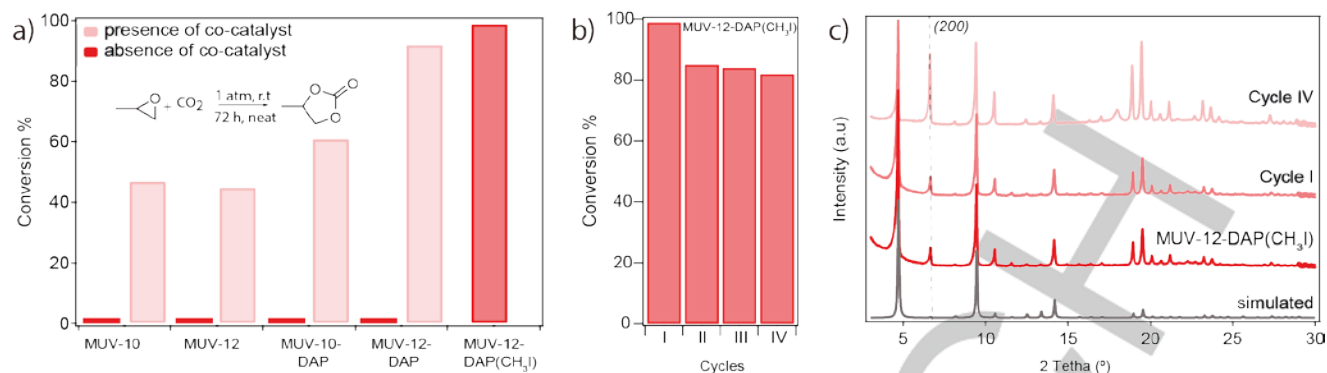 a)
100
80
60
40
20
0
Conversion %
presence of co-catalyst
absence of co-catalyst
O
+ CO2
1 atm, r.t
72 h, neat
O
O
O
MUV-10
MUV-12
MUV-10-
DAP
MUV-12-
DAP
MUV-12-
DAP(CH3I)
b)
100
80
60
40
20
0
Conversion %
MUV-12-DAP(CH3I)
I
II
III
IV
Cycles
c)
Intensity (a.u)
(200)
Cycle IV
Cycle I
MUV-12-DAP(CH3I)
simulated
5
10
15
20
25
30
2 Tetha (º)